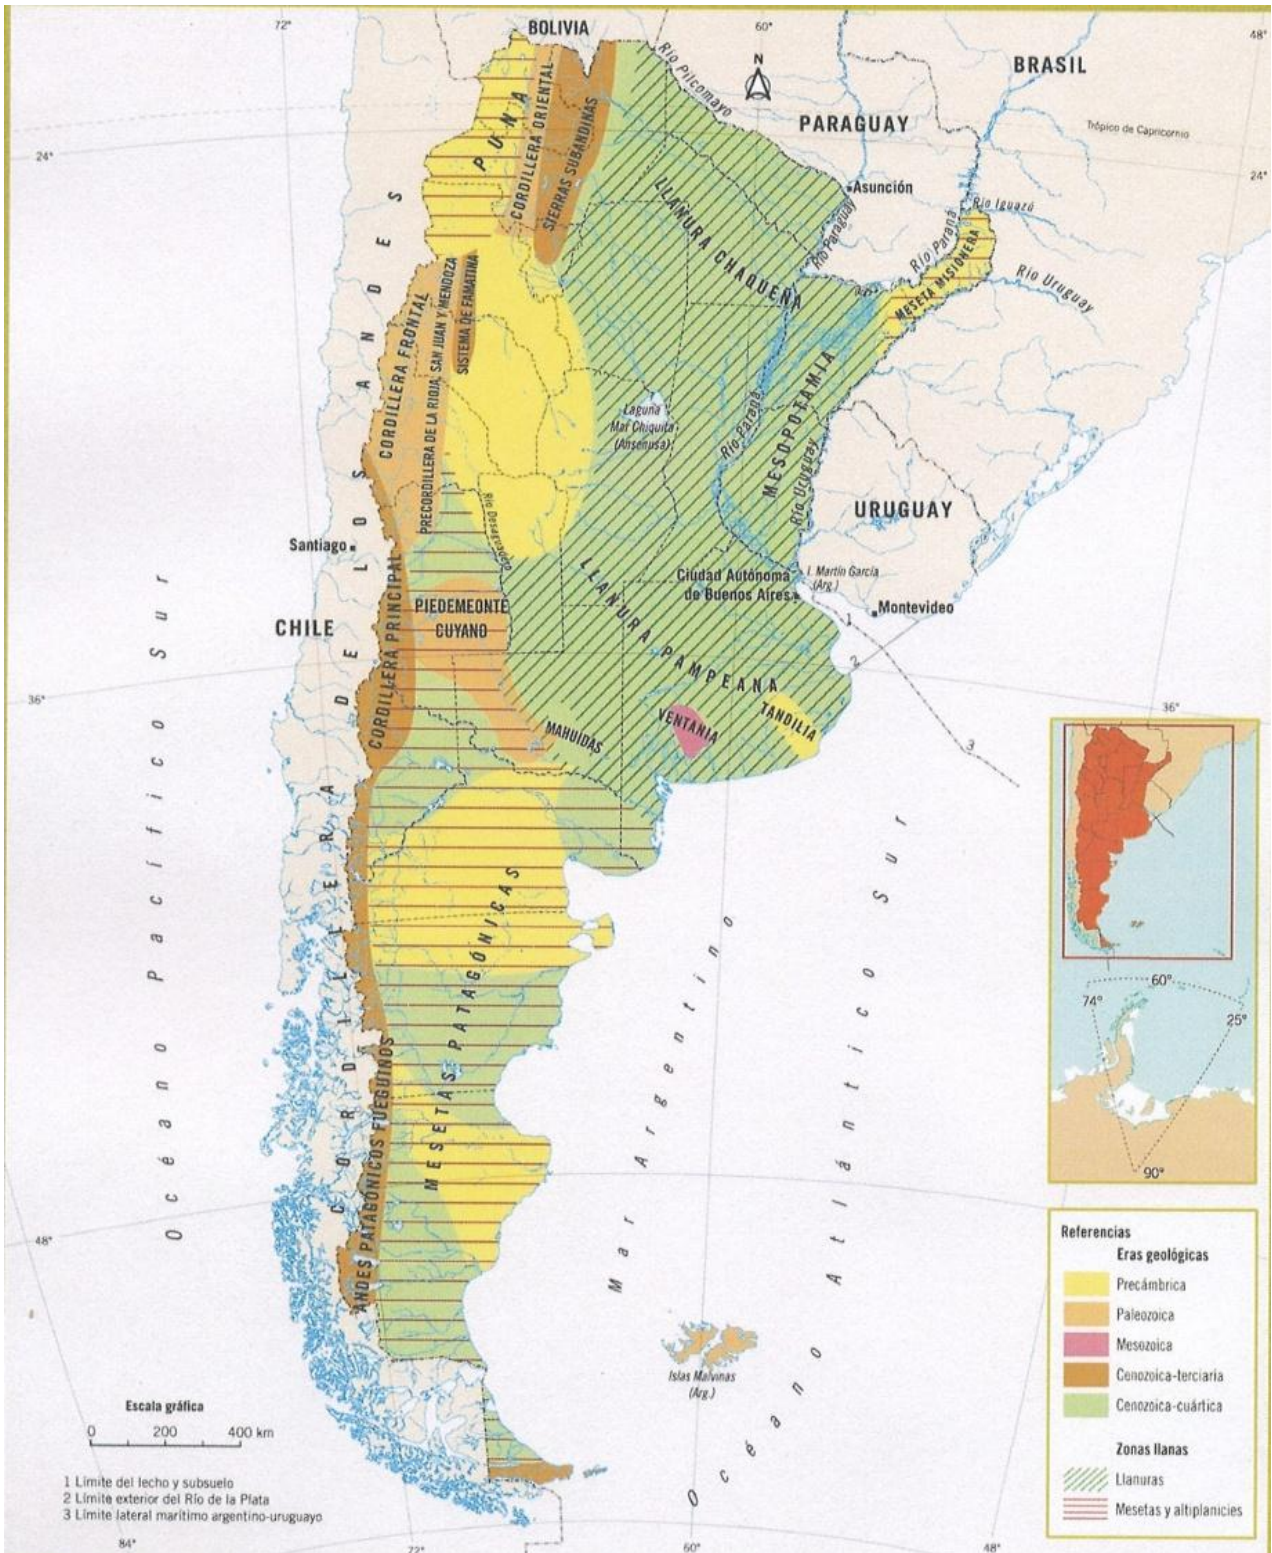 72°
BOLIVIA
60°
48°
N
BRASIL
Río Pilcomayo
PARAGUAY
Trópico de Capricornio
24°
24°
PUNA
CORDILLERA ORIENTAL
SIERRAS SUBANDINAS
Asunción
LLANURA CHAQUEÑA
Río Paraguay
Río Iguazú
Río Paraná
MESETA MISIONERA
Río Uruguay
CORDILLERA DE LOS ANDES
CORDILLERA FRONTAL
PRECORDILLERA DE LA RIOJA, SAN JUAN Y MENDOZA
SISTEMA DE FAMATINA
Laguna
Mar Chiquita
(Ansenusa)
Río Paraná
MESOPOTAMIA
Río Uruguay
URUGUAY
Río Desaguadero
Santiago
Ciudad Autónoma
de Buenos Aires
I. Martín García
(Arg.)
Montevideo
1
2
3
CHILE
PIEDEMEONTE
CUYANO
CORDILLERA PRINCIPAL
LLANURA PAMPEANA
36°
36°
MAHUIDAS
VENTANIA
TANDILIA
Océano Pacífico Sur
MESETAS PATAGÓNICAS
ANDES PATAGÓNICOS FUEGUINOS
Mar Argentino
Océano Atlántico Sur
48°
Islas Malvinas
(Arg.)
60°
74°
25°
90°
Referencias
Eras geológicas
Precámbrica
Paleozoica
Mesozoica
Cenozoica-terciaria
Cenozoica-cuártica
Zonas llanas
Llanuras
Mesetas y altiplanicies
Escala gráfica
0 200 400 km
1 Límite del lecho y subsuelo
2 Límite exterior del Río de la Plata
3 Límite lateral marítimo argentino-uruguayo
84°
72°
60°
48°